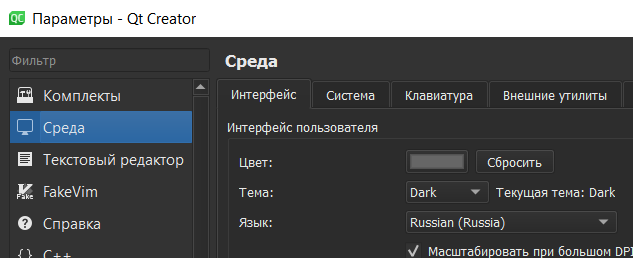 QC Параметры - Qt Creator
Фильтр
Среда
Комплекты
Среда
Текстовый редактор
Fake FakeVim
Справка
{} C++
Интерфейс Система Клавиатура Внешние утилиты
Интерфейс пользователя
Цвет: Сбросить
Тема: Dark Текущая тема: Dark
Язык: Russian (Russia)
Масштабировать при большом DPI